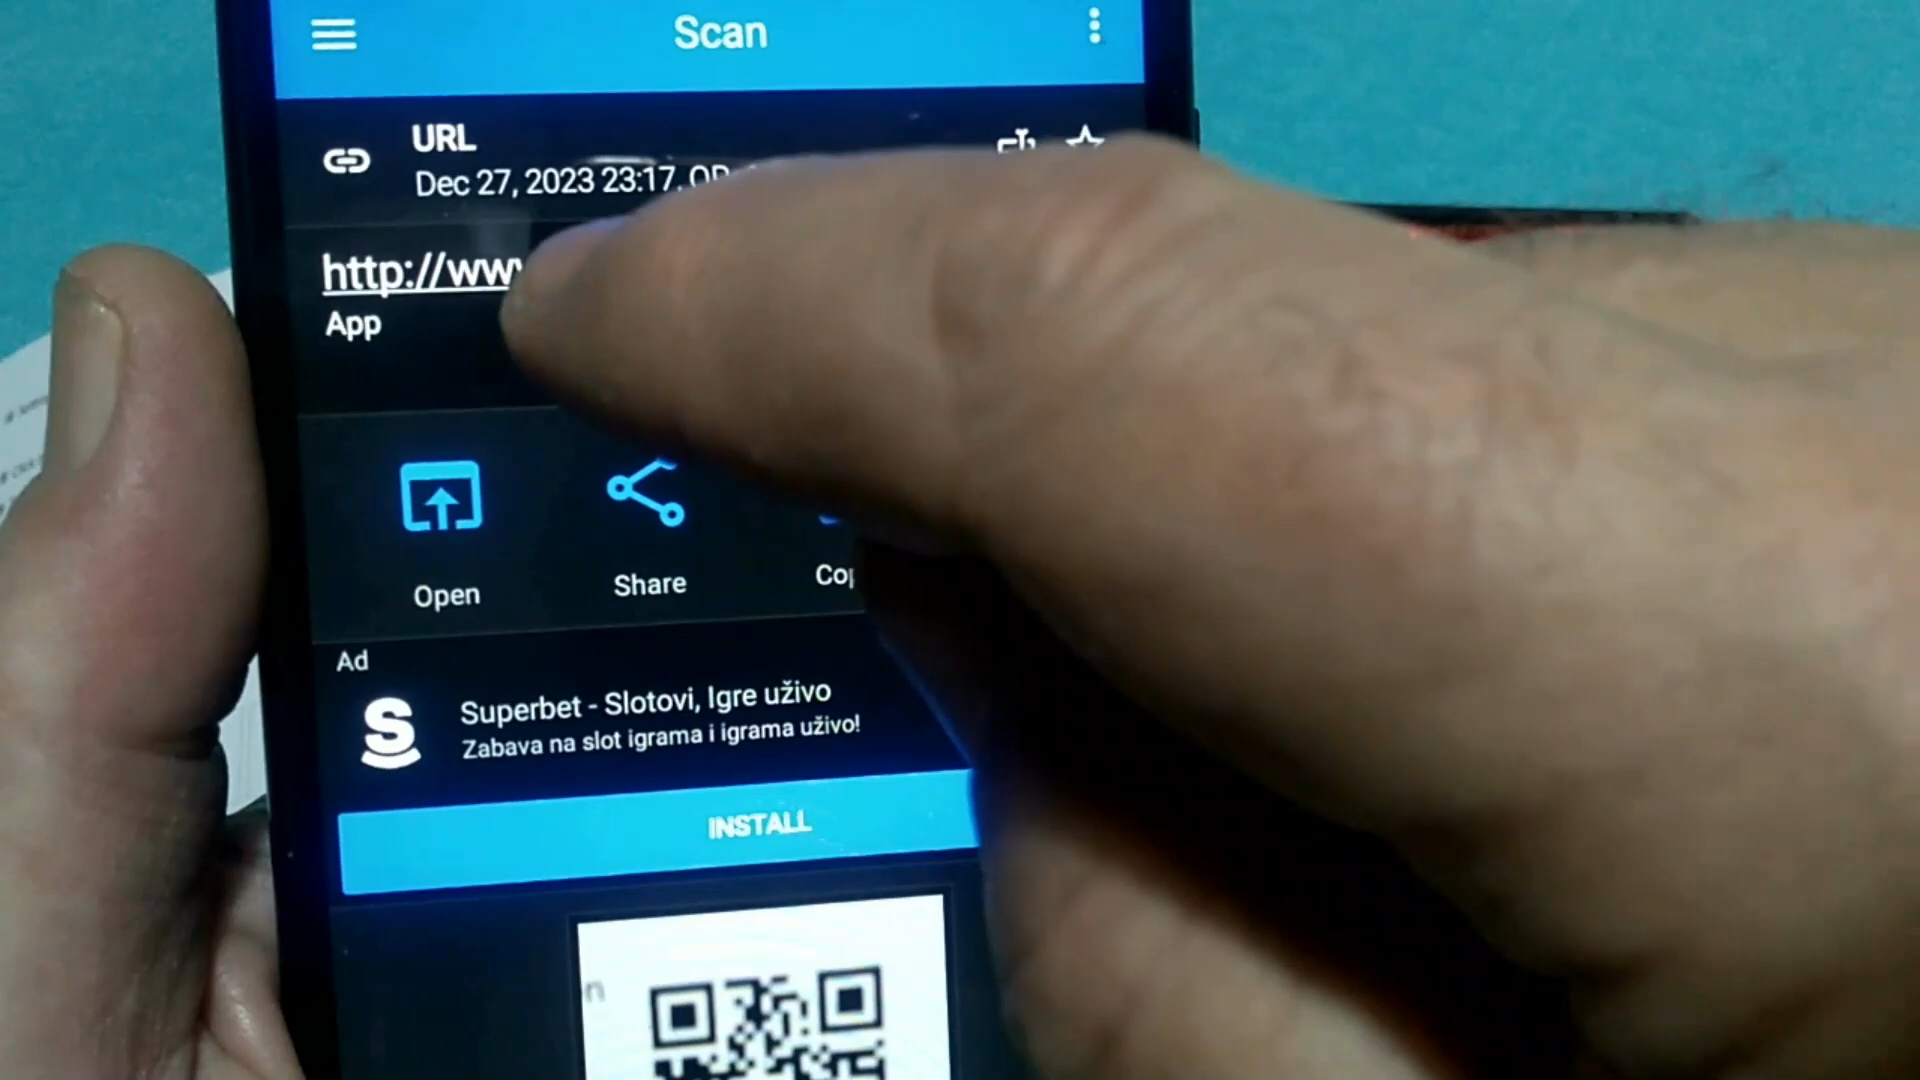 Scan
URL
Dec 27, 2023 23:17,
http://www
App
Open
Share
Ad
Superbet - Slotovi, Igre uživo
Zabava na slot igrama i igrama uživo!
S
INSTALL
n